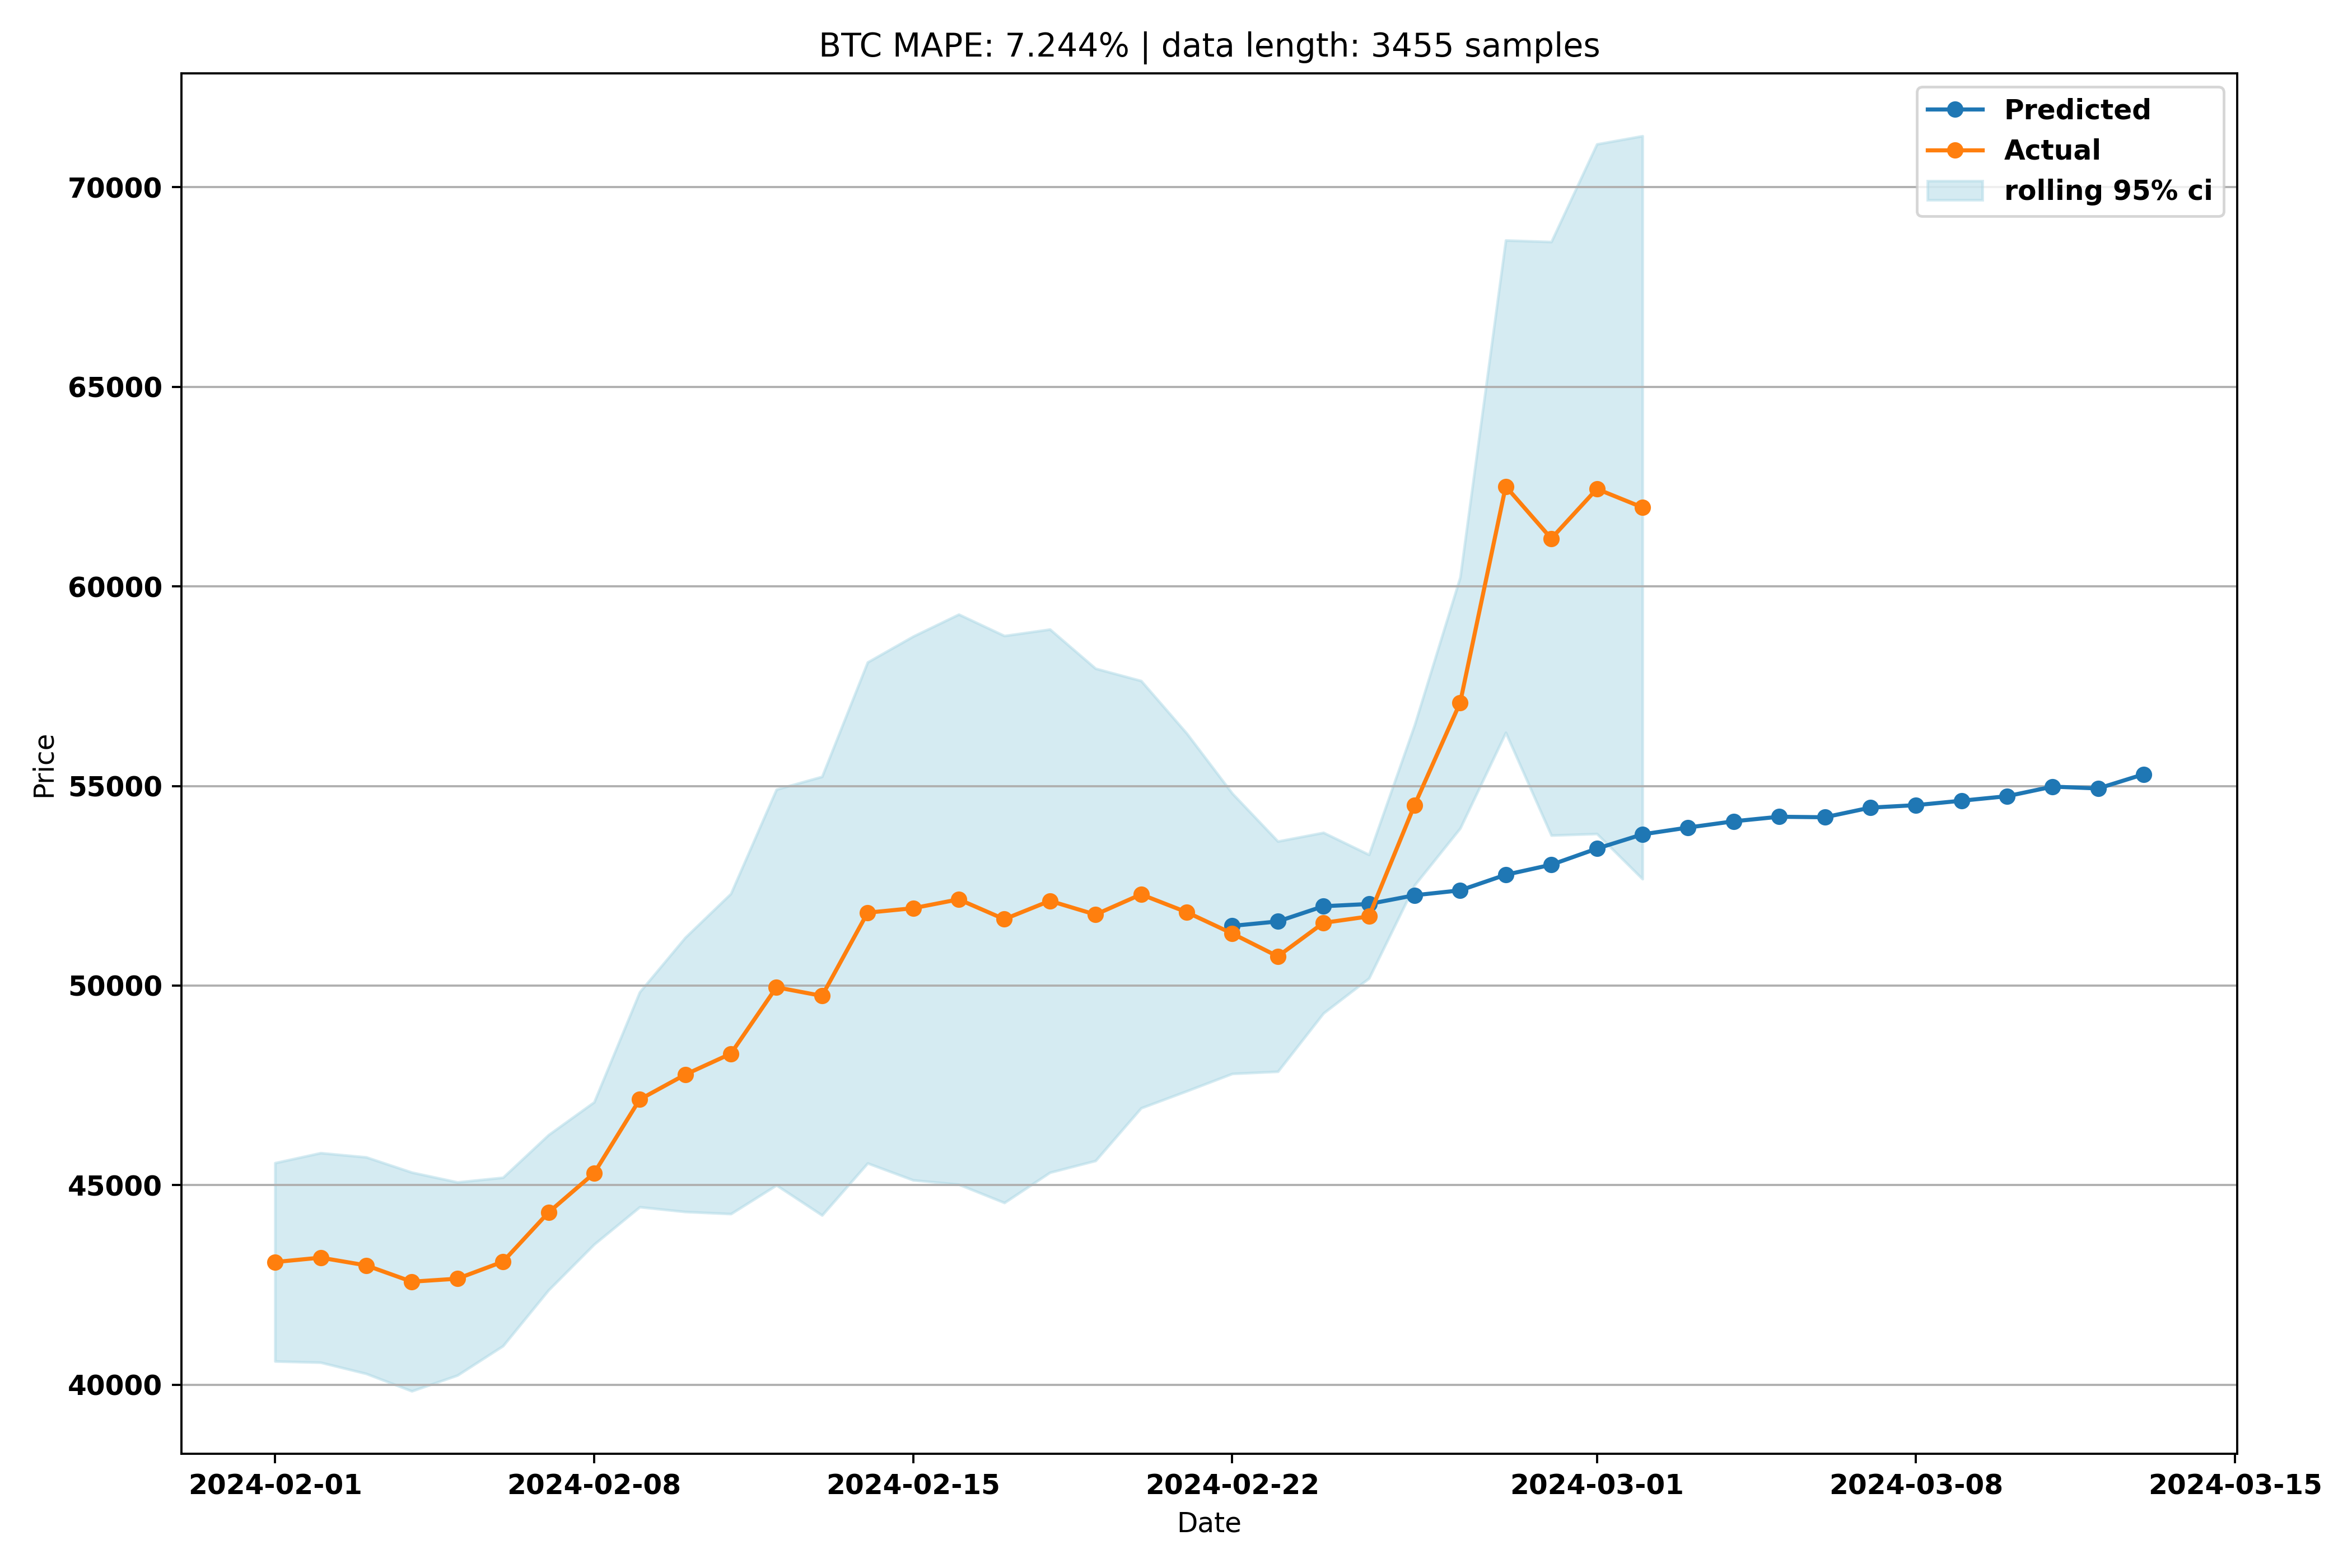 BTC MAPE: 7.244% | data length: 3455 samples
Predicted
Actual
rolling 95% ci
70000
65000
60000
55000
50000
45000
40000
Price
2024-02-01
2024-02-08
2024-02-15
2024-02-22
2024-03-01
2024-03-08
2024-03-15
Date